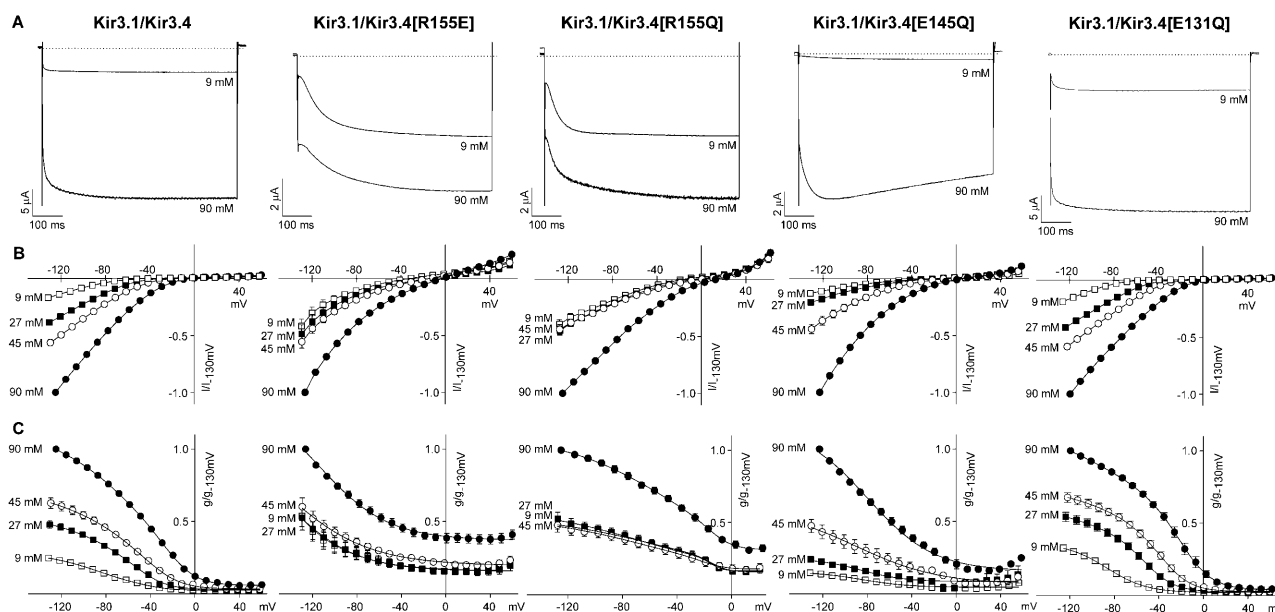 A
Kir3.1/Kir3.4
Kir3.1/Kir3.4[R155E]
Kir3.1/Kir3.4[R155Q]
Kir3.1/Kir3.4[E145Q]
Kir3.1/Kir3.4[E131Q]
9 mM
90 mM
5 µA
100 ms
9 mM
90 mM
2 µA
100 ms
9 mM
90 mM
2 µA
100 ms
9 mM
90 mM
2 µA
100 ms
9 mM
90 mM
5 µA
100 ms
B
-120 -40 40
mV
9 mM
27 mM
45 mM
90 mM
-0.5
-1.0
I/I-130mV
-120 -40 40
mV
9 mM
27 mM
45 mM
90 mM
-0.5
-1.0
I/I-130mV
-120 -40 40
mV
9 mM
45 mM
27 mM
90 mM
-0.5
-1.0
I/I-130mV
-120 -40 40
mV
9 mM
27 mM
45 mM
90 mM
-0.5
-1.0
I/I-130mV
-120 -40 40
mV
9 mM
27 mM
45 mM
90 mM
-0.5
-1.0
I/I-130mV
C
90 mM
45 mM
27 mM
9 mM
1.0
0.5
g/g-130mV
-120 -40 0 40 mV
90 mM
45 mM
9 mM
27 mM
1.0
0.5
g/g-130mV
-120 -40 0 40 mV
90 mM
27 mM
9 mM
45 mM
1.0
0.5
g/g-130mV
-120 -40 0 mV
90 mM
45 mM
27 mM
9 mM
1.0
0.5
g/g-130mV
-120 -40 0 40 mV
90 mM
45 mM
27 mM
9 mM
1.0
0.5
g/g-130mV
-120 -40 0 40 mV